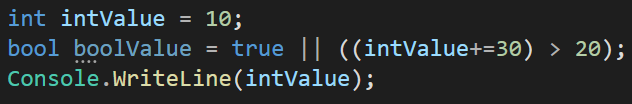 int intValue = 10;
bool boolValue = true || ((intValue+=30) > 20);
Console.WriteLine(intValue);